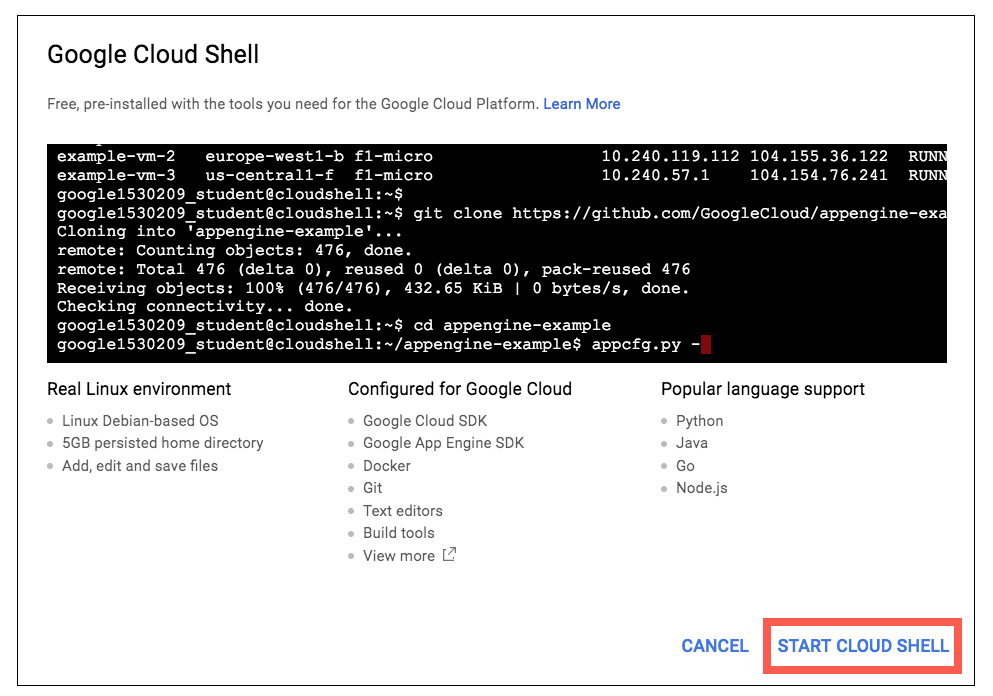 Google Cloud Shell
Free, pre-installed with the tools you need for the Google Cloud Platform. Learn More
example-vm-2 europe-west1-b f1-micro 10.240.119.112 104.155.36.122 RUNN
example-vm-3 us-central1-f f1-micro 10.240.57.1 104.154.76.241 RUNN
google1530209_student@cloudshell:~$
google1530209_student@cloudshell:~$ git clone https://github.com/GoogleCloud/appengine-exa
Cloning into 'appengine-example'...
remote: Counting objects: 476, done.
remote: Total 476 (delta 0), reused 0 (delta 0), pack-reused 476
Receiving objects: 100% (476/476), 432.65 KiB | 0 bytes/s, done.
Checking connectivity... done.
google1530209_student@cloudshell:~$ cd appengine-example
google1530209_student@cloudshell:~/appengine-example$ appcfg.py -
Real Linux environment
Linux Debian-based OS
5GB persisted home directory
Add, edit and save files
Configured for Google Cloud
Google Cloud SDK
Google App Engine SDK
Docker
Git
Text editors
Build tools
View more
Popular language support
Python
Java
Go
Node.js
CANCEL
START CLOUD SHELL